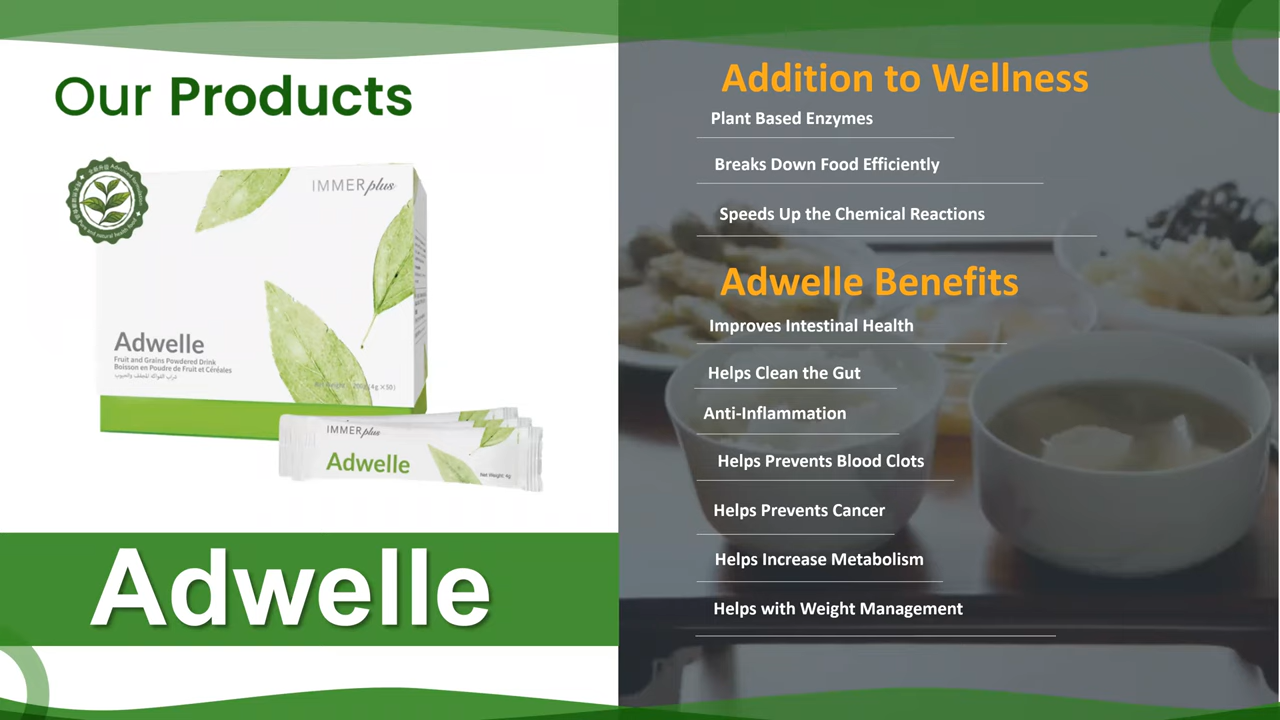 Our Products
IMMERplus
Adwelle
Fruit and Grains Powdered Drink
Boisson en Poudre de Fruit et Céréales
IMMERplus
Adwelle
Net Weight: 4g
Adwelle
Addition to Wellness
Plant Based Enzymes
Breaks Down Food Efficiently
Speeds Up the Chemical Reactions
Adwelle Benefits
Improves Intestinal Health
Helps Clean the Gut
Anti-Inflammation
Helps Prevents Blood Clots
Helps Prevents Cancer
Helps Increase Metabolism
Helps with Weight Management